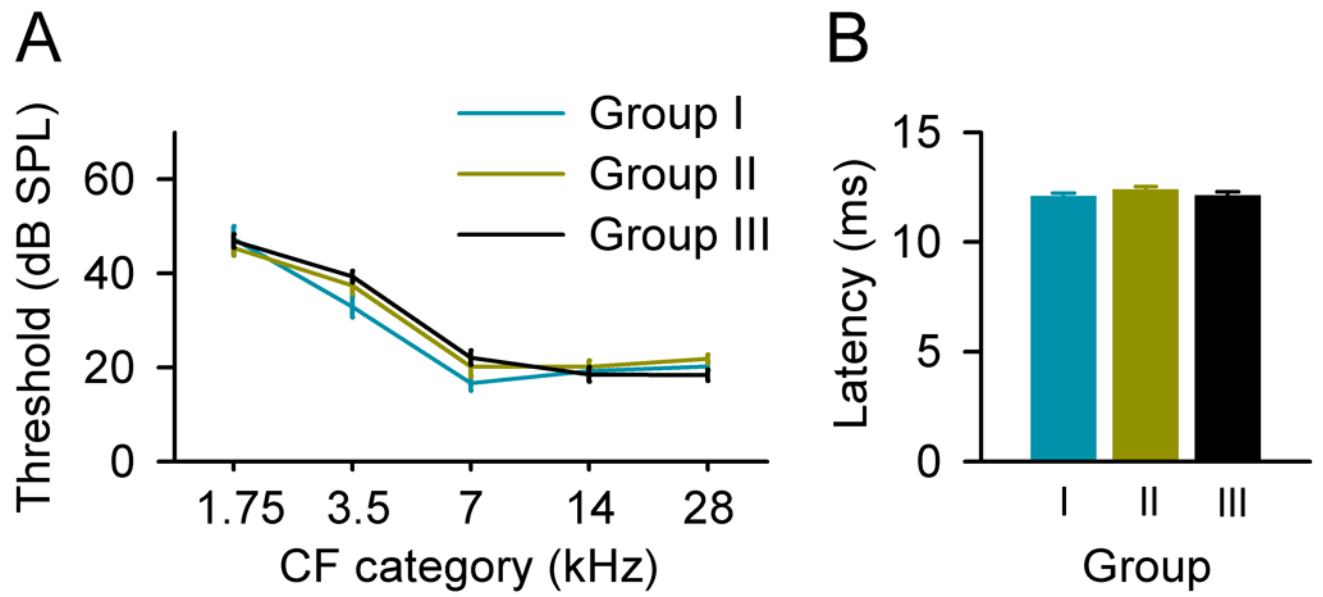 A
Threshold (dB SPL)
60
40
20
0
1.75 3.5 7 14 28
CF category (kHz)
Group I
Group II
Group III
B
Latency (ms)
15
10
5
0
I II III
Group